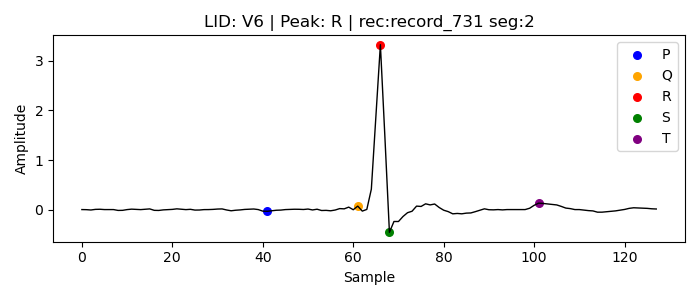 LID: V6 | Peak: R | rec:record_731 seg:2
Amplitude
3
2
1
0
P
Q
R
S
T
0 20 40 60 80 100 120
Sample